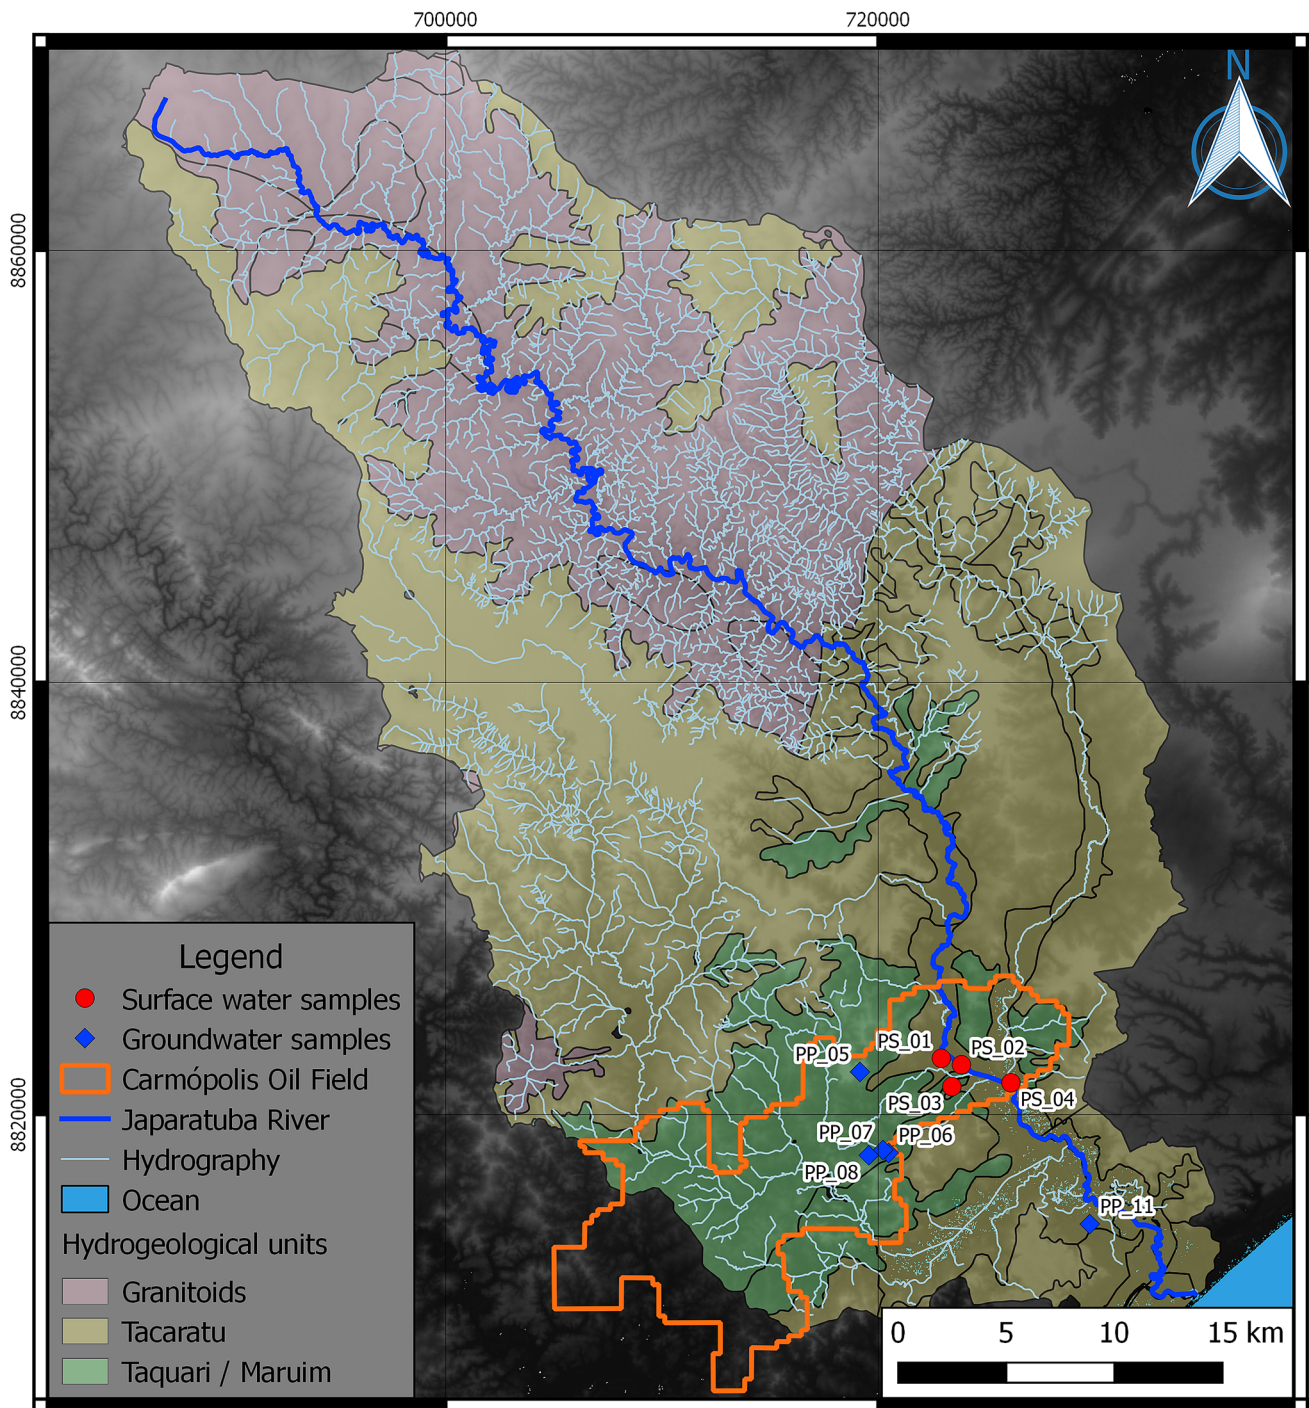 700000 720000
N
8860000
8840000
8820000
PS_01
PS_02
PP_05
PS_03
PS_04
PP_07
PP_06
PP_08
PP_11
Legend
Surface water samples
Groundwater samples
Carmópolis Oil Field
Japaratuba River
Hydrography
Ocean
Hydrogeological units
Granitoids
Tacaratu
Taquari / Maruim
0 5 10 15 km